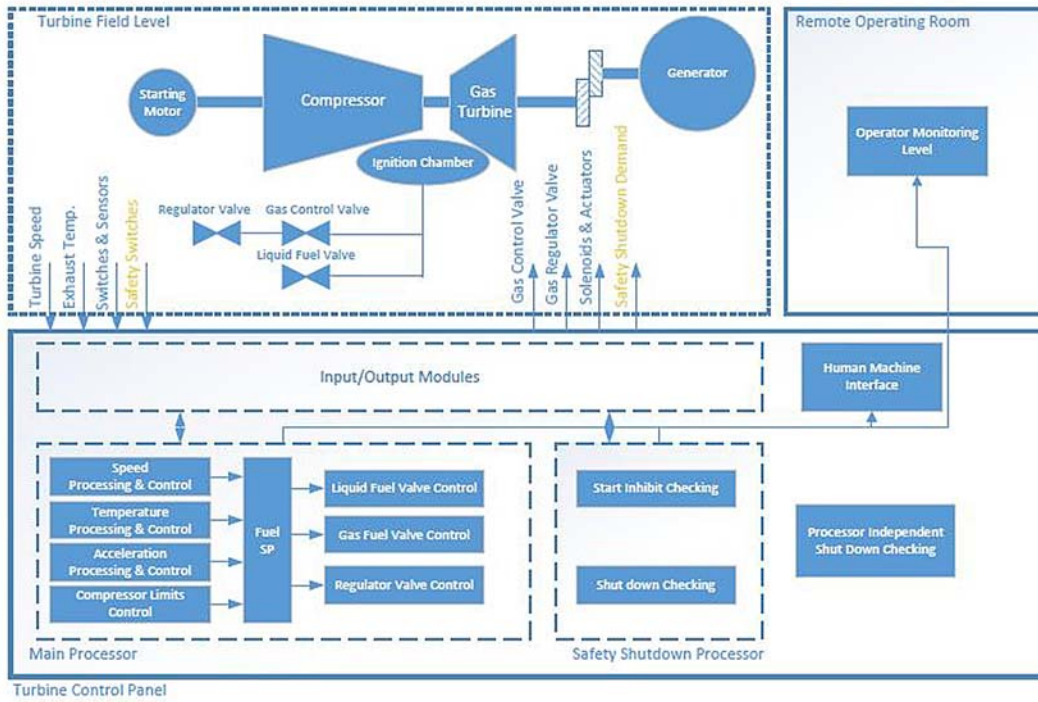 Turbine Field Level
Remote Operating Room
Starting
Motor
Compressor
Gas
Turbine
Generator
Ignition Chamber
Operator Monitoring
Level
Regulator Valve
Gas Control Valve
Liquid Fuel Valve
Turbine Speed
Exhaust Temp.
Switches & Sensors
Safety Switches
Gas Control Valve
Gas Regulator Valve
Solenoids & Actuators
Safety Shutdown Demand
Input/Output Modules
Human Machine
Interface
Speed
Processing & Control
Temperature
Processing & Control
Acceleration
Processing & Control
Compressor Limits
Control
Fuel
SP
Liquid Fuel Valve Control
Gas Fuel Valve Control
Regulator Valve Control
Start Inhibit Checking
Shut down Checking
Processor Independent
Shut Down Checking
Main Processor
Safety Shutdown Processor
Turbine Control Panel